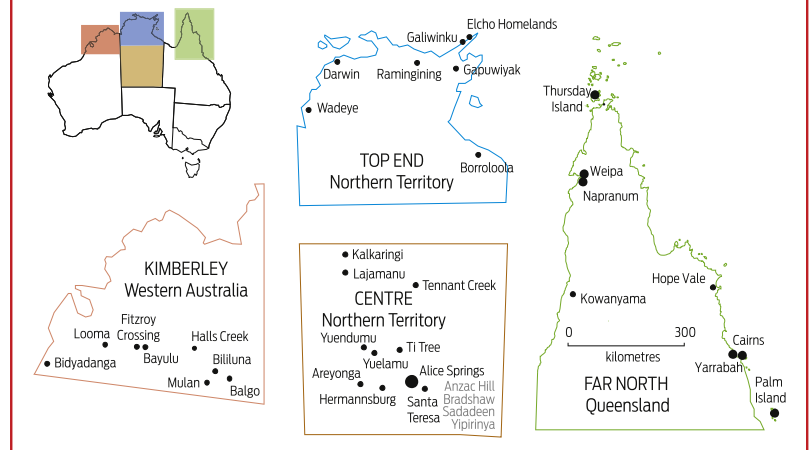 Elcho Homelands
Galiwinku
Darwin
Ramingining
Gapuwiyak
Wadeye
TOP END
Northern Territory
Borroloola
Thursday
Island
Weipa
Napranum
Hope Vale
Kowanyama
0 300
kilometres
Cairns
Yarrabah
FAR NORTH
Queensland
Palm
Island
KIMBERLEY
Western Australia
Fitzroy
Crossing
Looma
Halls Creek
Bidyadanga
Bayulu
Bililuna
Mulan
Balgo
Kalkaringi
Lajamanu
Tennant Creek
CENTRE
Northern Territory
Yuendumu
Ti Tree
Yuelamu
Areyonga
Alice Springs
Hermannsburg
Santa
Teresa
Anzac Hill
Bradshaw
Sadadeen
Yipirinya